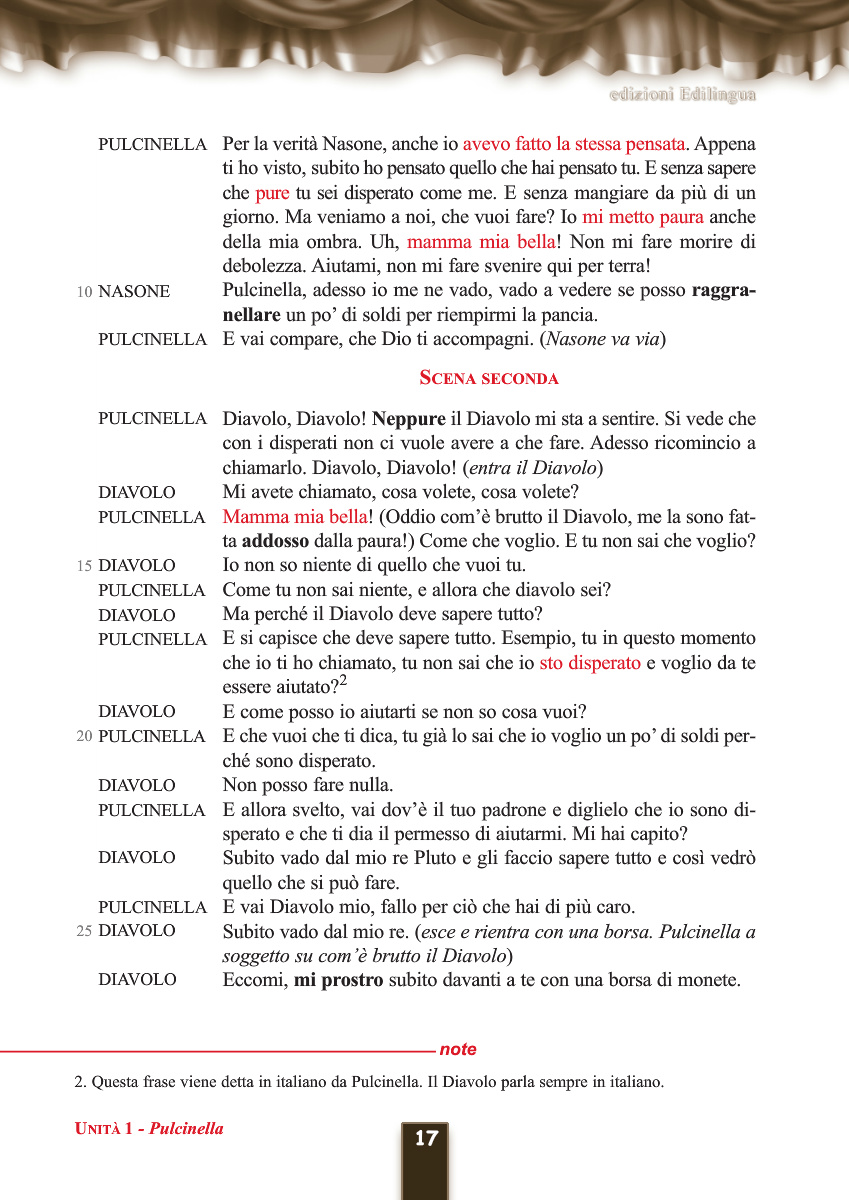 edizioni Edilingua
PULCINELLA Per la verità Nasone, anche io avevo fatto la stessa pensata. Appena
ti ho visto, subito ho pensato quello che hai pensato tu. E senza sapere
che pure tu sei disperato come me. E senza mangiare da più di un
giorno. Ma veniamo a noi, che vuoi fare? Io mi metto paura anche
della mia ombra. Uh, mamma mia bella! Non mi fare morire di
debolezza. Aiutami, non mi fare svenire qui per terra!
10 NASONE Pulcinella, adesso io me ne vado, vado a vedere se posso raggra-
nellare un po’ di soldi per riempirmi la pancia.
PULCINELLA E vai compare, che Dio ti accompagni. (Nasone va via)
SCENA SECONDA
PULCINELLA Diavolo, Diavolo! Neppure il Diavolo mi sta a sentire. Si vede che
con i disperati non ci vuole avere a che fare. Adesso ricomincio a
chiamarlo. Diavolo, Diavolo! (entra il Diavolo)
DIAVOLO Mi avete chiamato, cosa volete, cosa volete?
PULCINELLA Mamma mia bella! (Oddio com’è brutto il Diavolo, me la sono fat-
ta addosso dalla paura!) Come che voglio. E tu non sai che voglio?
15 DIAVOLO Io non so niente di quello che vuoi tu.
PULCINELLA Come tu non sai niente, e allora che diavolo sei?
DIAVOLO Ma perché il Diavolo deve sapere tutto?
PULCINELLA E si capisce che deve sapere tutto. Esempio, tu in questo momento
che io ti ho chiamato, tu non sai che io sto disperato e voglio da te
essere aiutato?2
DIAVOLO E come posso io aiutarti se non so cosa vuoi?
20 PULCINELLA E che vuoi che ti dica, tu già lo sai che io voglio un po’ di soldi per-
ché sono disperato.
DIAVOLO Non posso fare nulla.
PULCINELLA E allora svelto, vai dov’è il tuo padrone e diglielo che io sono di-
sperato e che ti dia il permesso di aiutarmi. Mi hai capito?
DIAVOLO Subito vado dal mio re Pluto e gli faccio sapere tutto e così vedrò
quello che si può fare.
PULCINELLA E vai Diavolo mio, fallo per ciò che hai di più caro.
25 DIAVOLO Subito vado dal mio re. (esce e rientra con una borsa. Pulcinella a
soggetto su com’è brutto il Diavolo)
DIAVOLO Eccomi, mi prostro subito davanti a te con una borsa di monete.
note
2. Questa frase viene detta in italiano da Pulcinella. Il Diavolo parla sempre in italiano.
UNITÀ 1 - Pulcinella
17